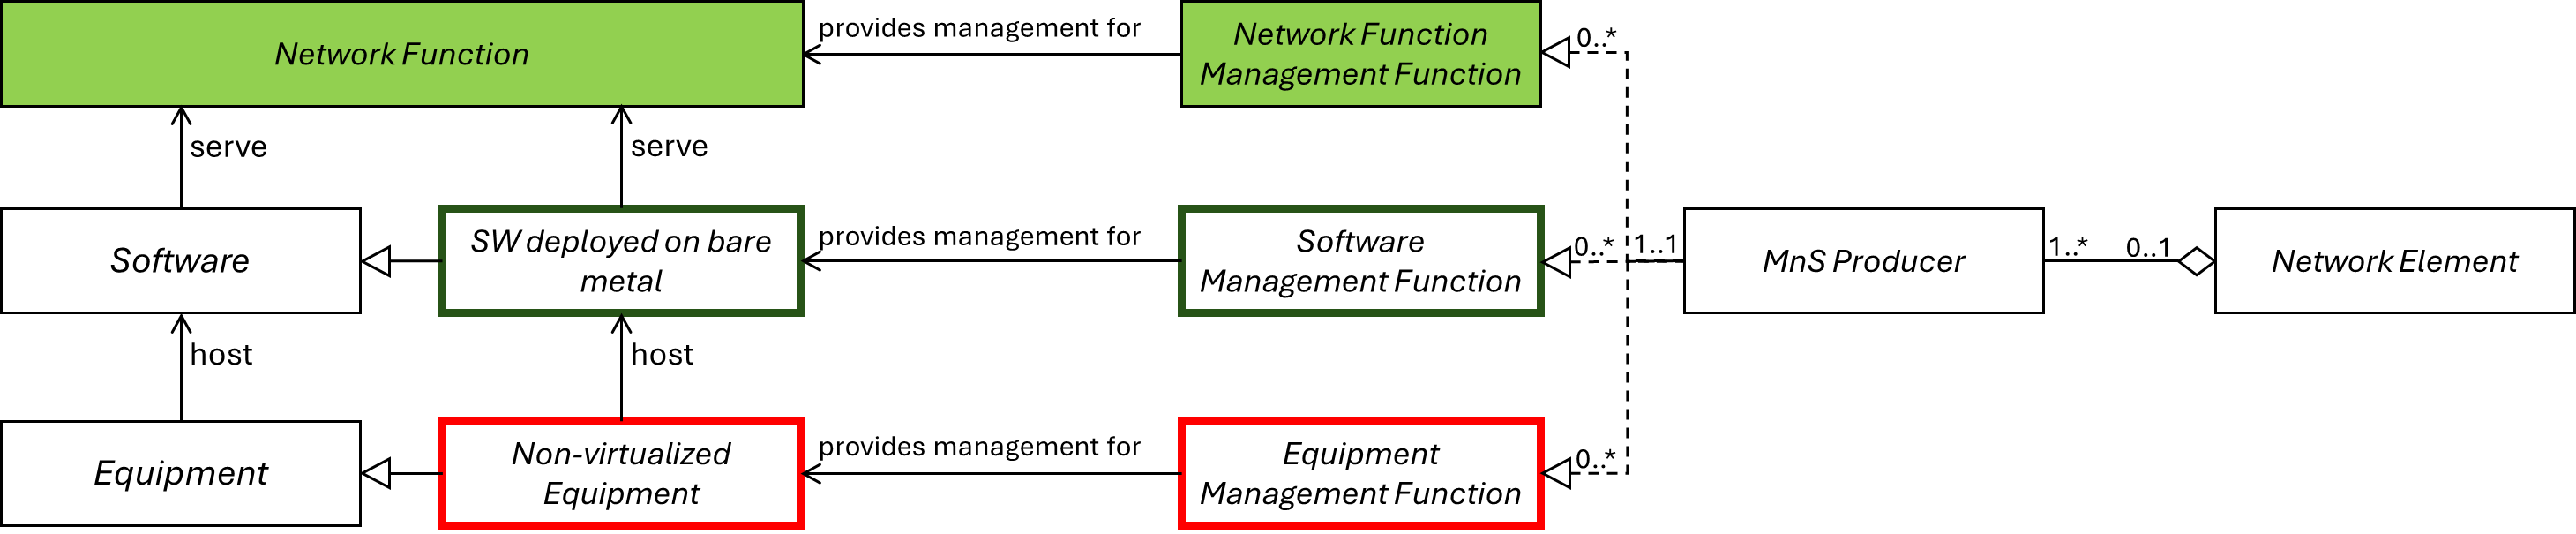 Network Function
provides management for
Network Function
Management Function
0..*
serve
serve
Software
SW deployed on bare
metal
provides management for
Software
Management Function
0..*
1..1
MnS Producer
1..*
0..1
Network Element
host
host
Equipment
Non-virtualized
Equipment
provides management for
Equipment
Management Function
0..*